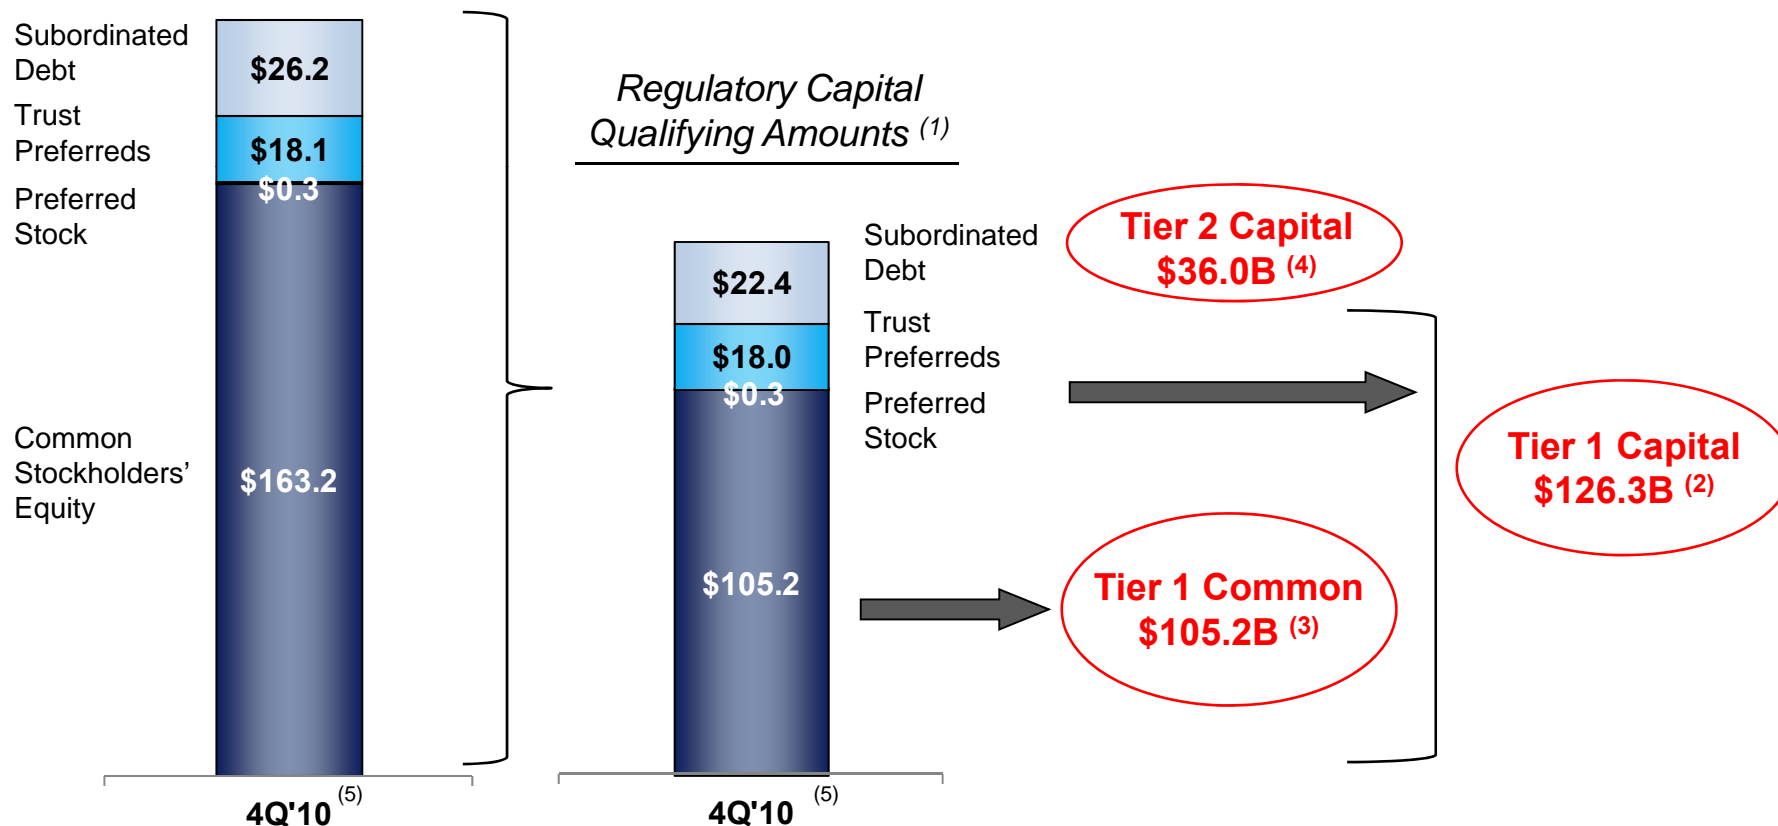 Subordinated
Debt
$26.2
Trust
Preferreds
$18.1
Preferred
Stock
$0.3
Common
Stockholders’
Equity
$163.2
4Q'10 (5)
Regulatory Capital
Qualifying Amounts (1)
$22.4
Subordinated
Debt
$18.0
Trust
Preferreds
$0.3
Preferred
Stock
$105.2
4Q'10 (5)
Tier 2 Capital
$36.0B (4)
Tier 1 Common
$105.2B (3)
Tier 1 Capital
$126.3B (2)